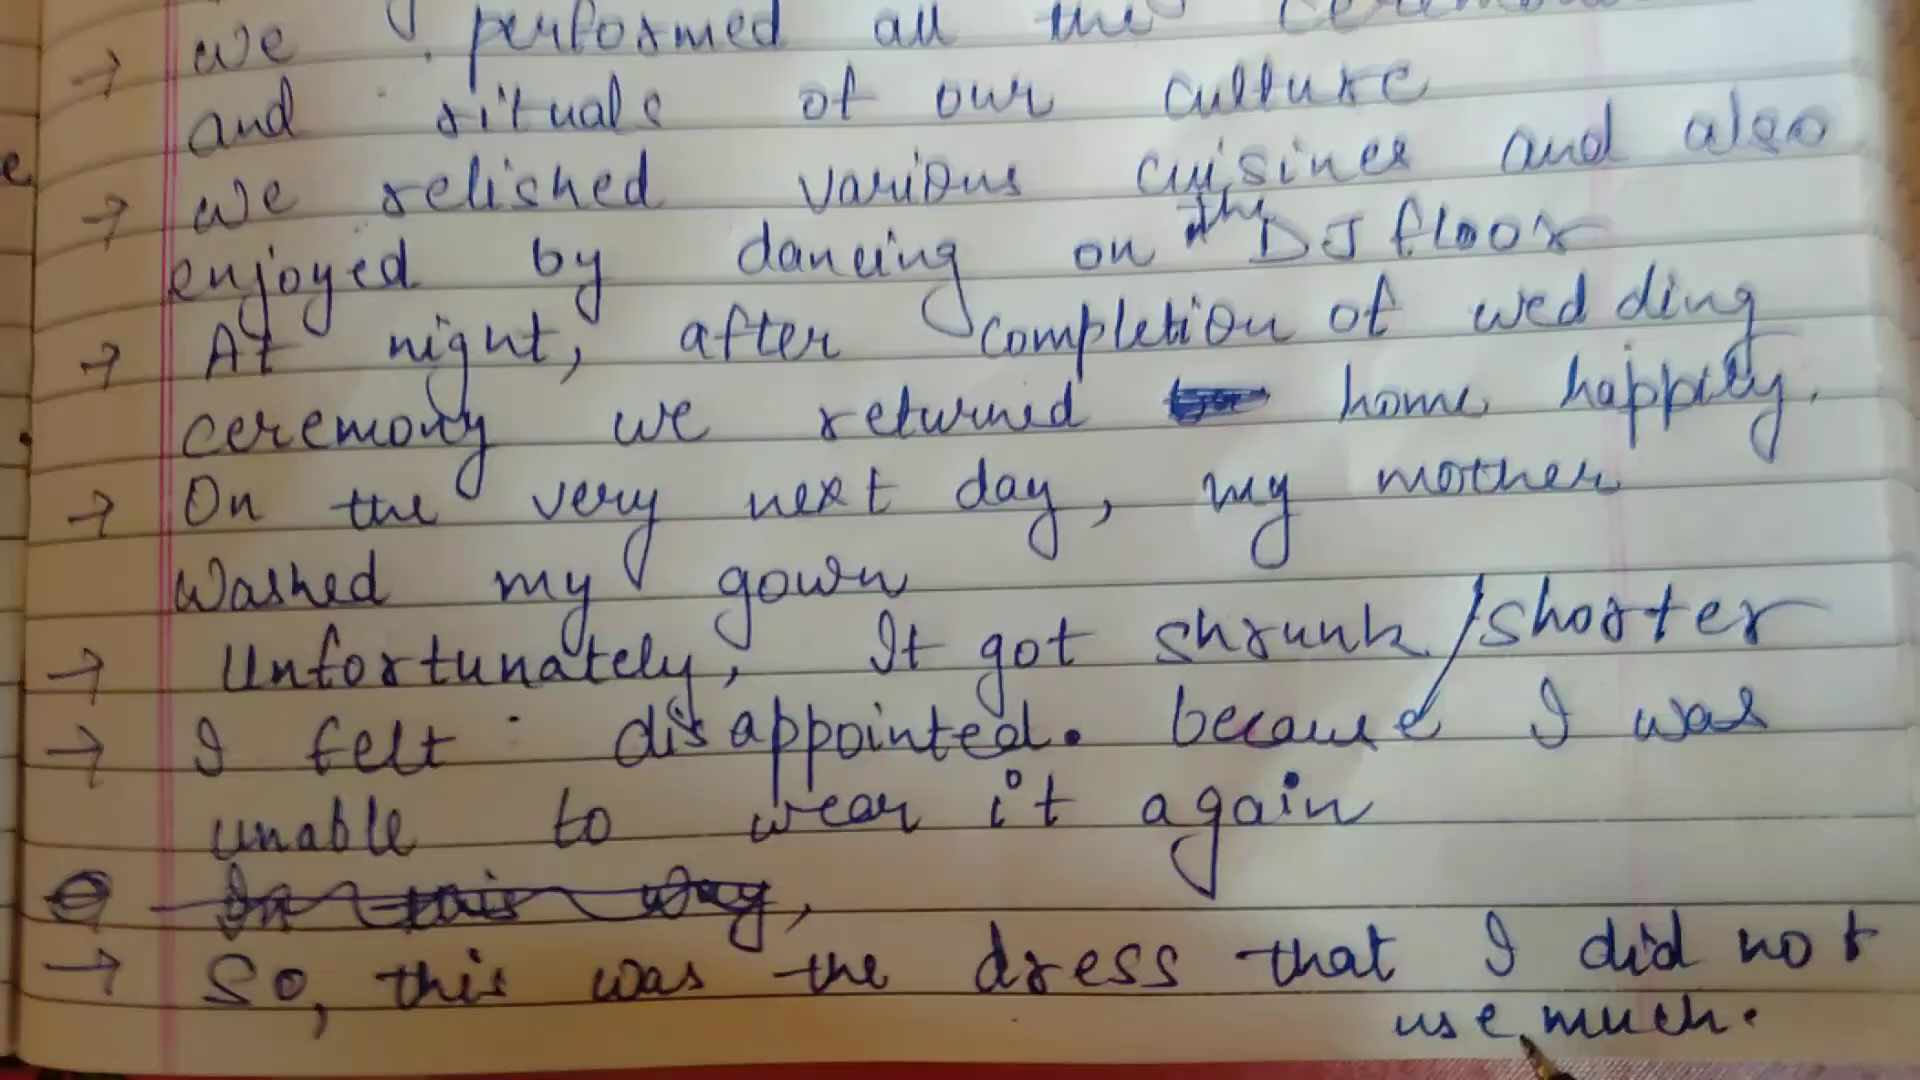 → we performed all the
and rituals of our culture
→ we relished various cuisines and also
enjoyed by dancing on the DJ floor
→ At night, after completion of wedding
ceremony we returned home happily.
→ On the very next day, my mother
washed my gown
→ Unfortunately, It got shrunk/shorter
→ I felt disappointed. because I was
unable to wear it again
In this way,
→ So, this was the dress that I did not
use much.